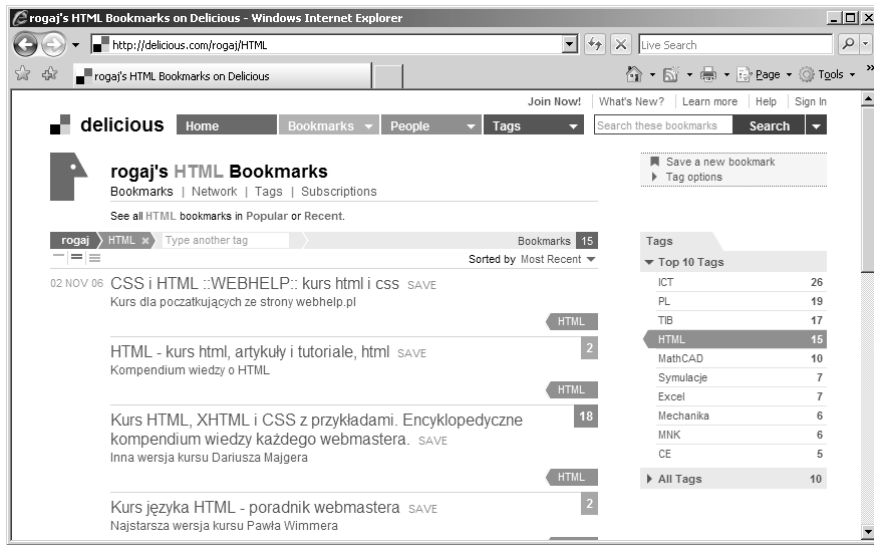 rogaj's HTML Bookmarks on Delicious - Windows Internet Explorer
http://delicious.com/rogaj/HTML
Live Search
rogaj's HTML Bookmarks on Delicious
Page
Tools
»
Join Now! | What's New? | Learn more | Help | Sign In
delicious
Home
Bookmarks
People
Tags
Search these bookmarks
Search
rogaj's HTML Bookmarks
Bookmarks | Network | Tags | Subscriptions
See all HTML bookmarks in Popular or Recent.
Save a new bookmark
Tag options
rogaj
HTML ×
Type another tag
Bookmarks 15
Sorted by Most Recent
02 NOV 06
CSS i HTML ::WEBHELP:: kurs html i css SAVE
Kurs dla poczatkujących ze strony webhelp.pl
HTML
HTML - kurs html, artykuły i tutoriale, html SAVE
2
Kompendium wiedzy o HTML
HTML
Kurs HTML, XHTML i CSS z przykładami. Encyklopedyczne
18
kompendium wiedzy każdego webmastera. SAVE
Inna wersja kursu Dariusza Majgera
HTML
Kurs języka HTML - poradnik webmastera SAVE
2
Najstarsza wersja kursu Pawła Wimmera
Tags
Top 10 Tags
ICT 26
PL 19
TIB 17
HTML 15
MathCAD 10
Symulacje 7
Excel 7
Mechanika 6
MNK 6
CE 5
All Tags 10